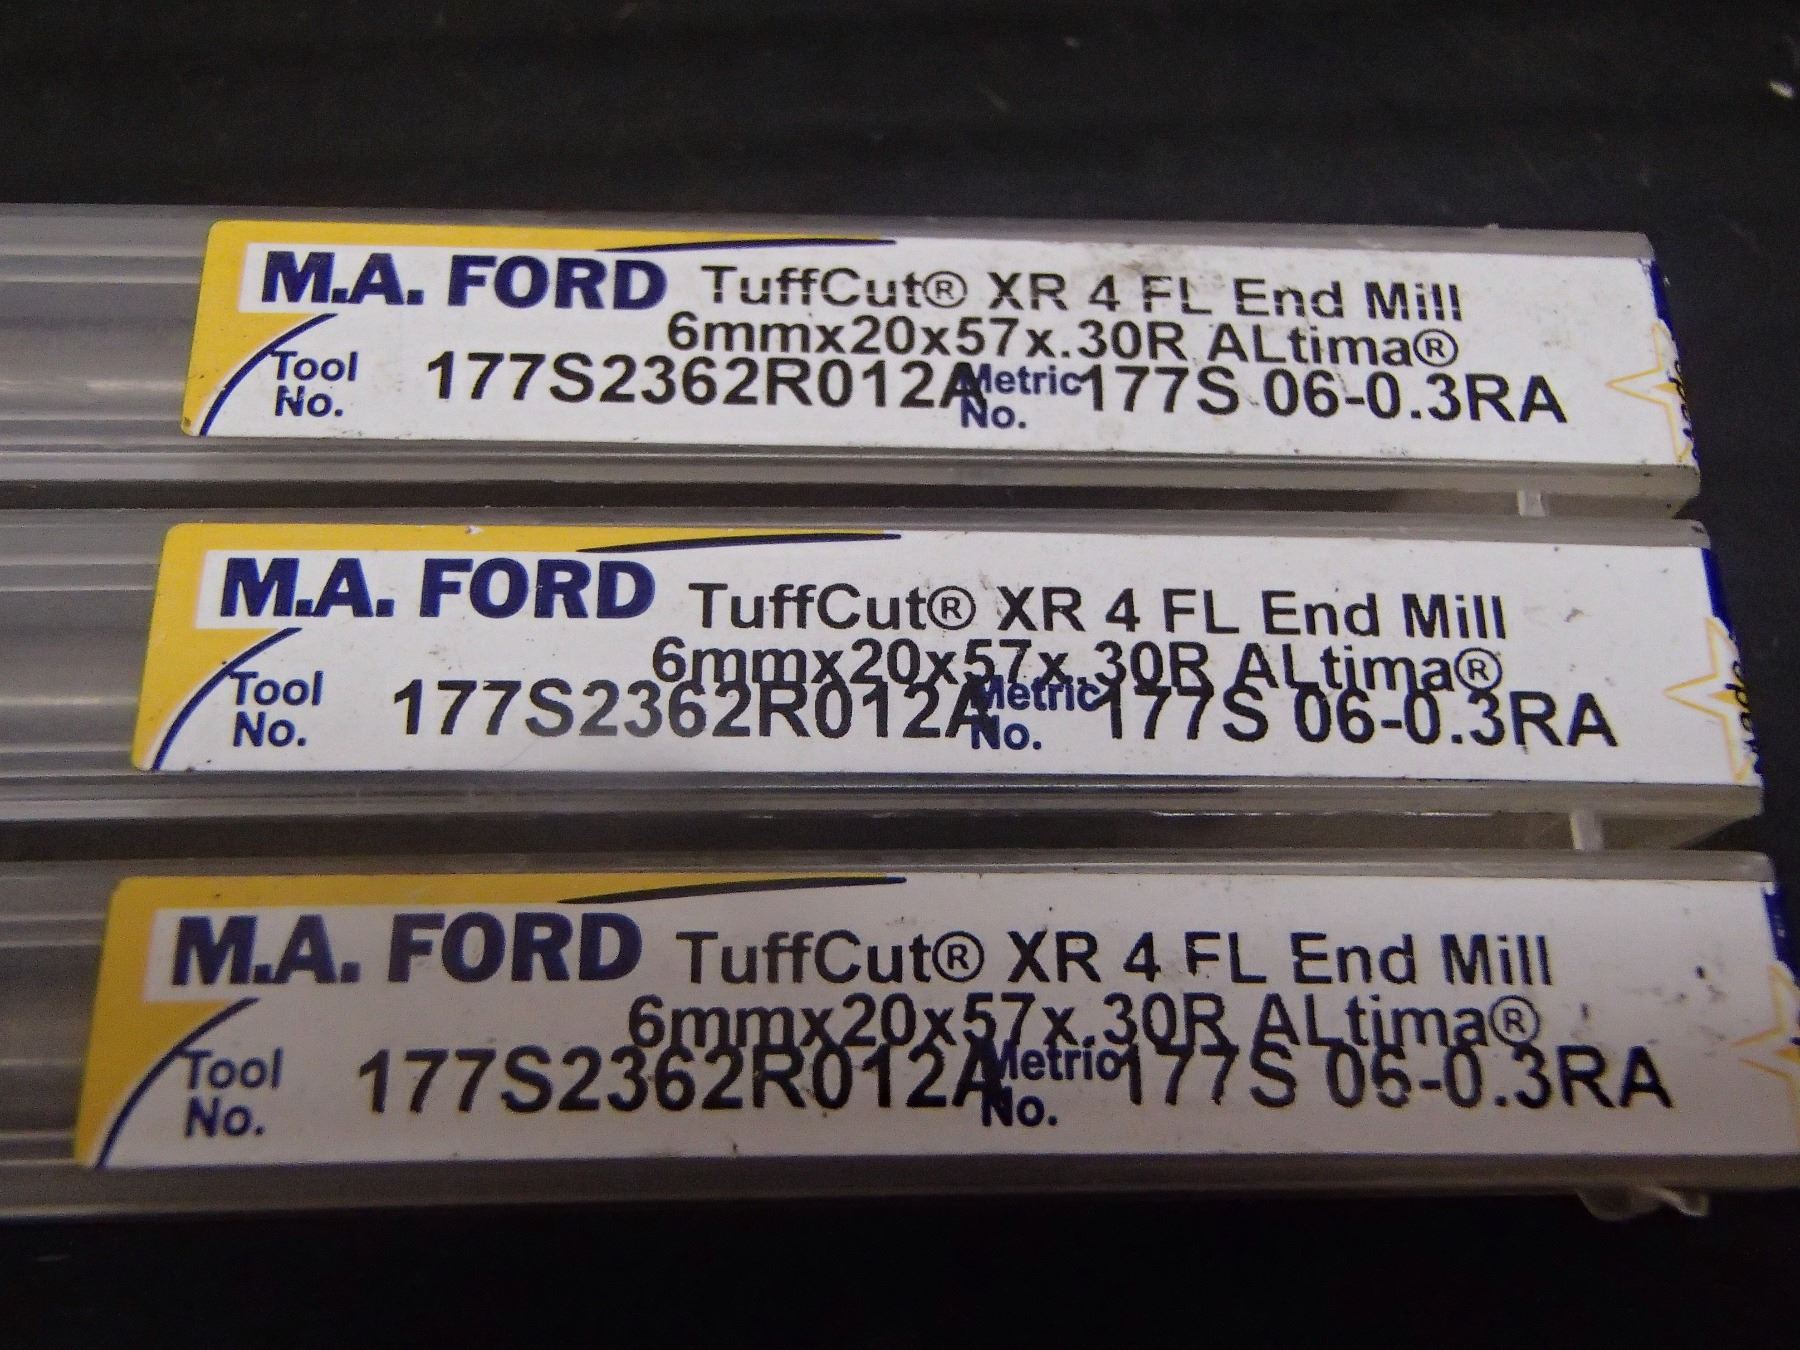 M.A. FORD TuffCut® XR 4 FL End Mill
6mmx20x57x.30R ALtima®
Tool No. 177S2362R012A Metric No. 177S 06-0.3RA
M.A. FORD TuffCut® XR 4 FL End Mill
6mmx20x57x.30R ALtima®
Tool No. 177S2362R012A Metric No. 177S 06-0.3RA
M.A. FORD TuffCut® XR 4 FL End Mill
6mmx20x57x.30R ALtima®
Tool No. 177S2362R012A Metric No. 177S 06-0.3RA